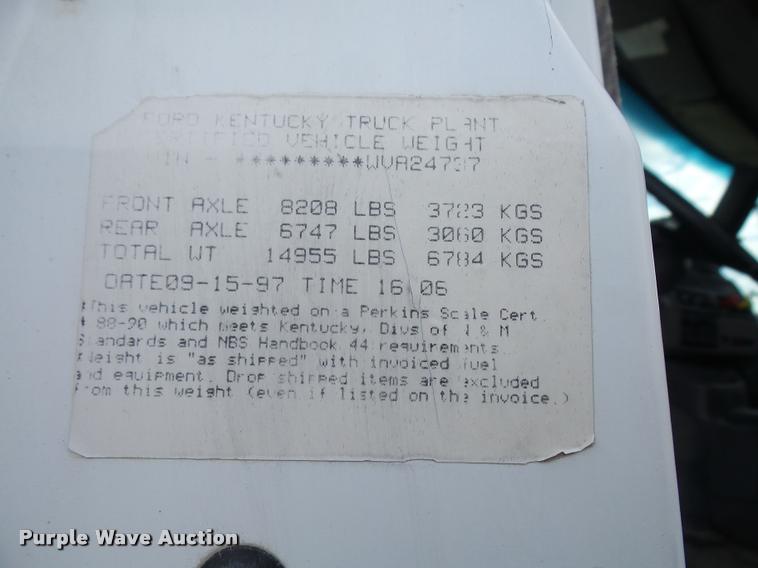 FORD KENTUCKY TRUCK PLANT
CERTIFIED VEHICLE WEIGHT
VIN - *********WVA24737
FRONT AXLE 8208 LBS 3723 KGS
REAR AXLE 6747 LBS 3060 KGS
TOTAL WT 14955 LBS 6784 KGS
DATE09-15-97 TIME 16:06
*This vehicle weighted on a Perkins Scale Cert.
# 88-90 which meets Kentucky, Divs of W & M
Standards and NBS Handbook 44 requirements.
*Weight is "as shipped" with invoiced fuel
and equipment. Drop shipped items are excluded
from this weight (even if listed on the invoice.)
Purple Wave Auction